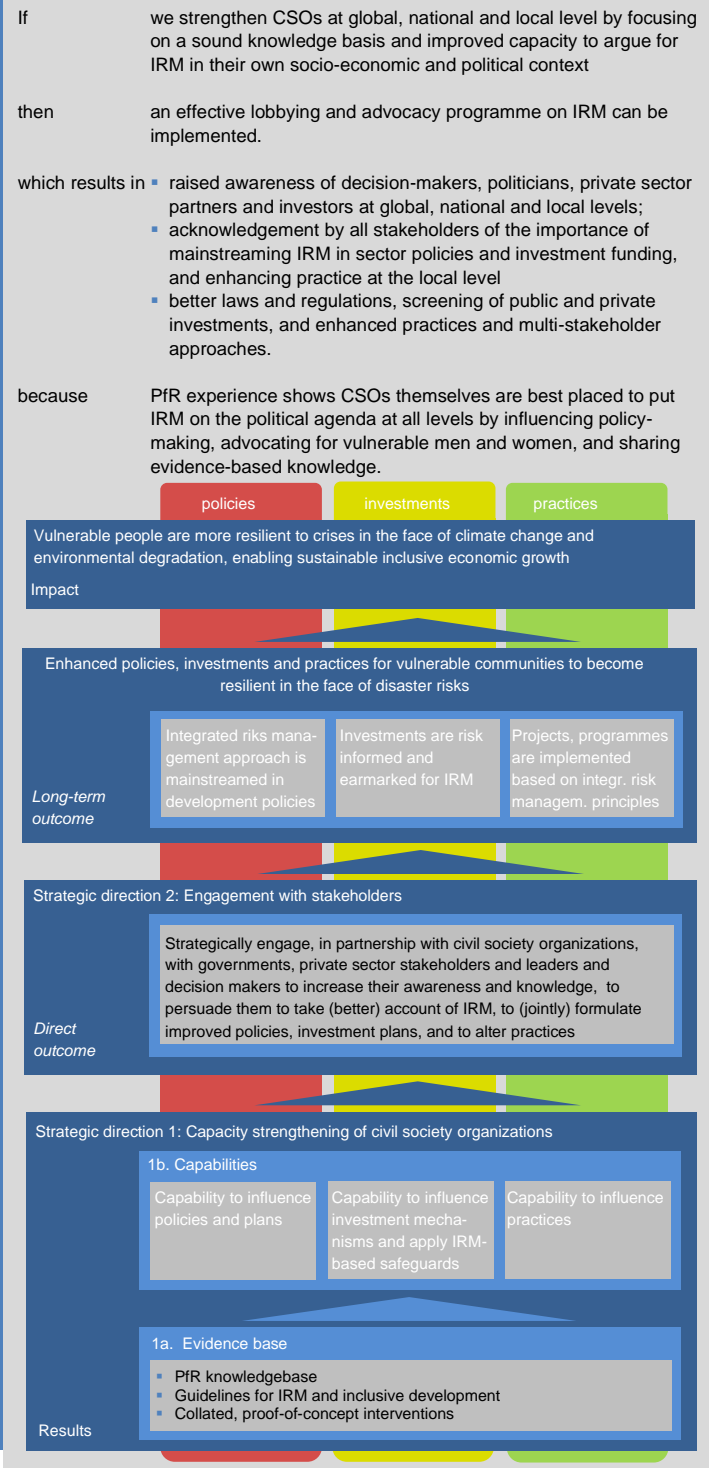 If we strengthen CSOs at global, national and local level by focusing
on a sound knowledge basis and improved capacity to argue for
IRM in their own socio-economic and political context
then an effective lobbying and advocacy programme on IRM can be
implemented.
which results in ▪ raised awareness of decision-makers, politicians, private sector
partners and investors at global, national and local levels;
▪ acknowledgement by all stakeholders of the importance of
mainstreaming IRM in sector policies and investment funding,
and enhancing practice at the local level
▪ better laws and regulations, screening of public and private
investments, and enhanced practices and multi-stakeholder
approaches.
because PfR experience shows CSOs themselves are best placed to put
IRM on the political agenda at all levels by influencing policy-
making, advocating for vulnerable men and women, and sharing
evidence-based knowledge.
policies
investments
practices
Vulnerable people are more resilient to crises in the face of climate change and
environmental degradation, enabling sustainable inclusive economic growth
Impact
Enhanced policies, investments and practices for vulnerable communities to become
resilient in the face of disaster risks
Integrated riks mana-
gement approach is
mainstreamed in
development policies
Investments are risk
informed and
earmarked for IRM
Projects, programmes
are implemented
based on integr. risk
managem. principles
Long-term
outcome
Strategic direction 2: Engagement with stakeholders
Strategically engage, in partnership with civil society organizations,
with governments, private sector stakeholders and leaders and
decision makers to increase their awareness and knowledge, to
persuade them to take (better) account of IRM, to (jointly) formulate
improved policies, investment plans, and to alter practices
Direct
outcome
Strategic direction 1: Capacity strengthening of civil society organizations
1b. Capabilities
Capability to influence
policies and plans
Capability to influence
investment mecha-
nisms and apply IRM-
based safeguards
Capability to influence
practices
1a. Evidence base
▪ PfR knowledgebase
▪ Guidelines for IRM and inclusive development
▪ Collated, proof-of-concept interventions
Results